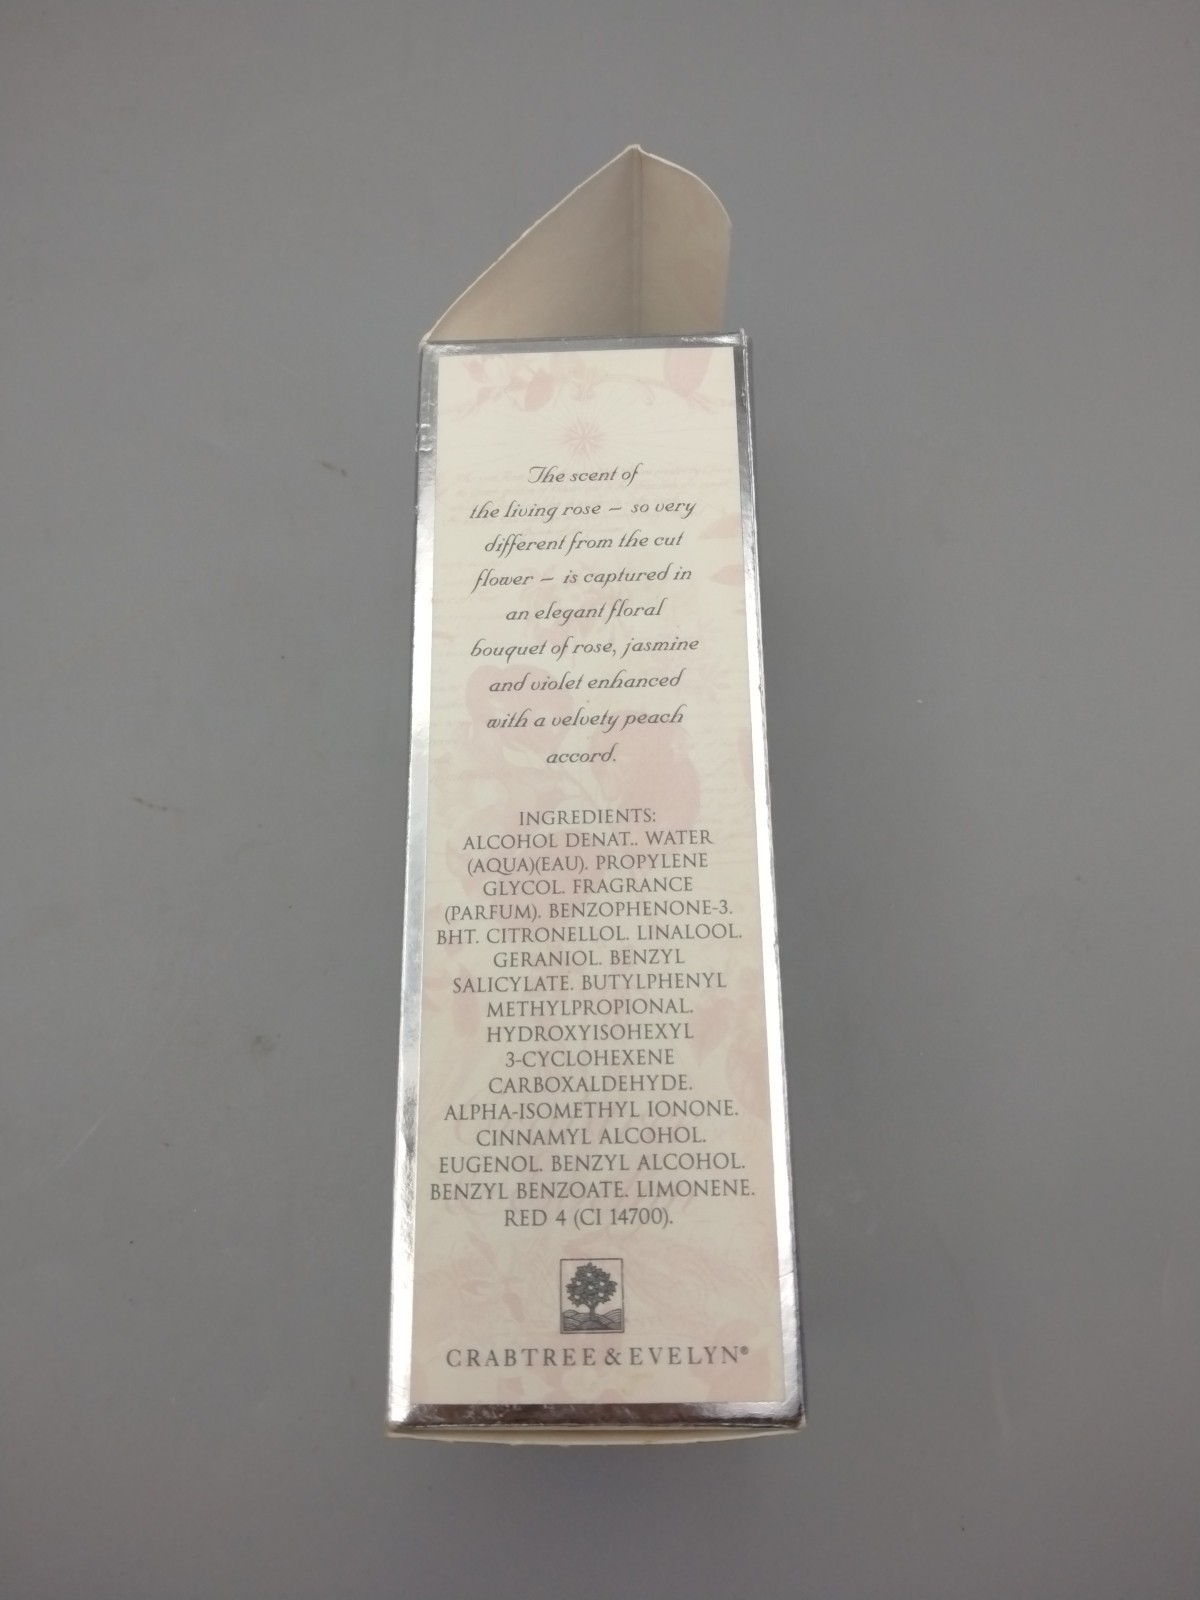 The scent of
the living rose – so very
different from the cut
flower – is captured in
an elegant floral
bouquet of rose, jasmine
and violet enhanced
with a velvety peach
accord.
INGREDIENTS:
ALCOHOL DENAT.. WATER
(AQUA)(EAU). PROPYLENE
GLYCOL. FRAGRANCE
(PARFUM). BENZOPHENONE-3.
BHT. CITRONELLOL. LINALOOL.
GERANIOL. BENZYL
SALICYLATE. BUTYLPHENYL
METHYLPROPIONAL.
HYDROXYISOHEXYL
3-CYCLOHEXENE
CARBOXALDEHYDE.
ALPHA-ISOMETHYL IONONE.
CINNAMYL ALCOHOL.
EUGENOL. BENZYL ALCOHOL.
BENZYL BENZOATE. LIMONENE.
RED 4 (CI 14700).
CRABTREE & EVELYN®